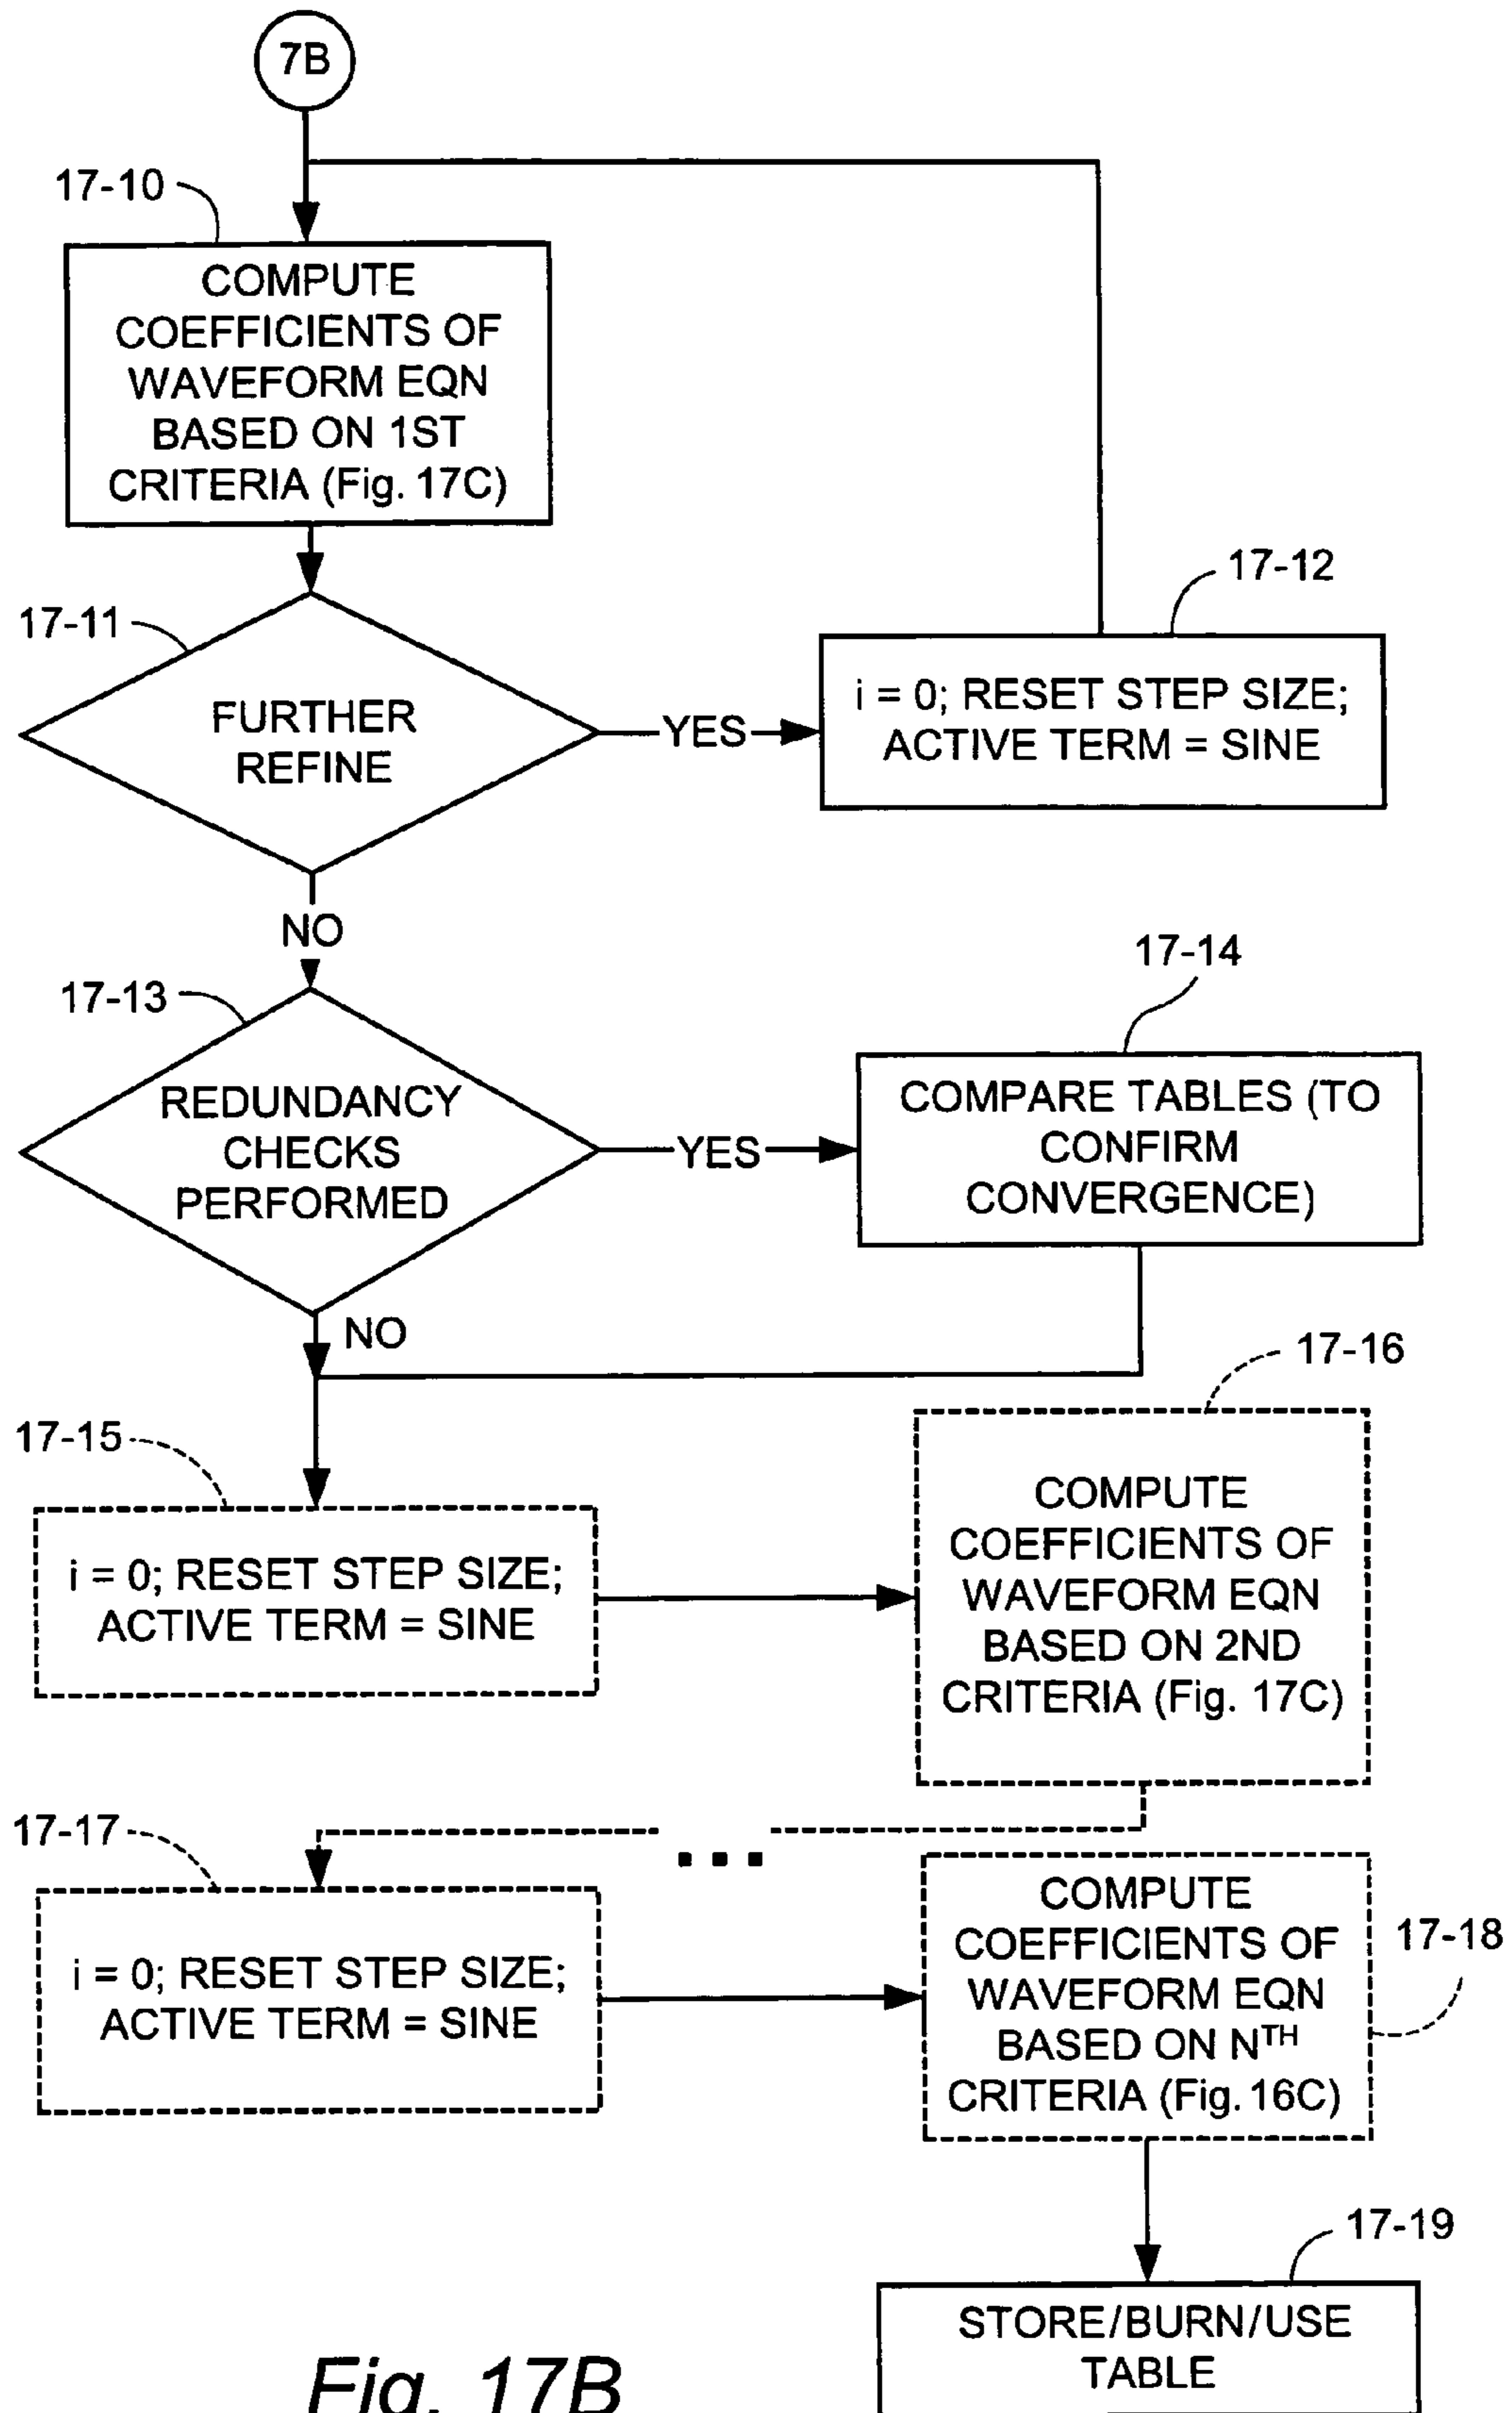 7B
17-10
COMPUTE
COEFFICIENTS OF
WAVEFORM EQN
BASED ON 1ST
CRITERIA (Fig. 17C)
17-12
17-11
i = 0; RESET STEP SIZE;
ACTIVE TERM = SINE
FURTHER
REFINE
YES
NO
17-14
17-13
COMPARE TABLES (TO
CONFIRM
CONVERGENCE)
REDUNDANCY
CHECKS
PERFORMED
YES
NO
17-16
17-15
COMPUTE
COEFFICIENTS OF
WAVEFORM EQN
BASED ON 2ND
CRITERIA (Fig. 17C)
i = 0; RESET STEP SIZE;
ACTIVE TERM = SINE
17-17
...
COMPUTE
COEFFICIENTS OF
WAVEFORM EQN
BASED ON NTH
CRITERIA (Fig. 16C)
17-18
i = 0; RESET STEP SIZE;
ACTIVE TERM = SINE
17-19
STORE/BURN/USE
TABLE
Fig. 17B